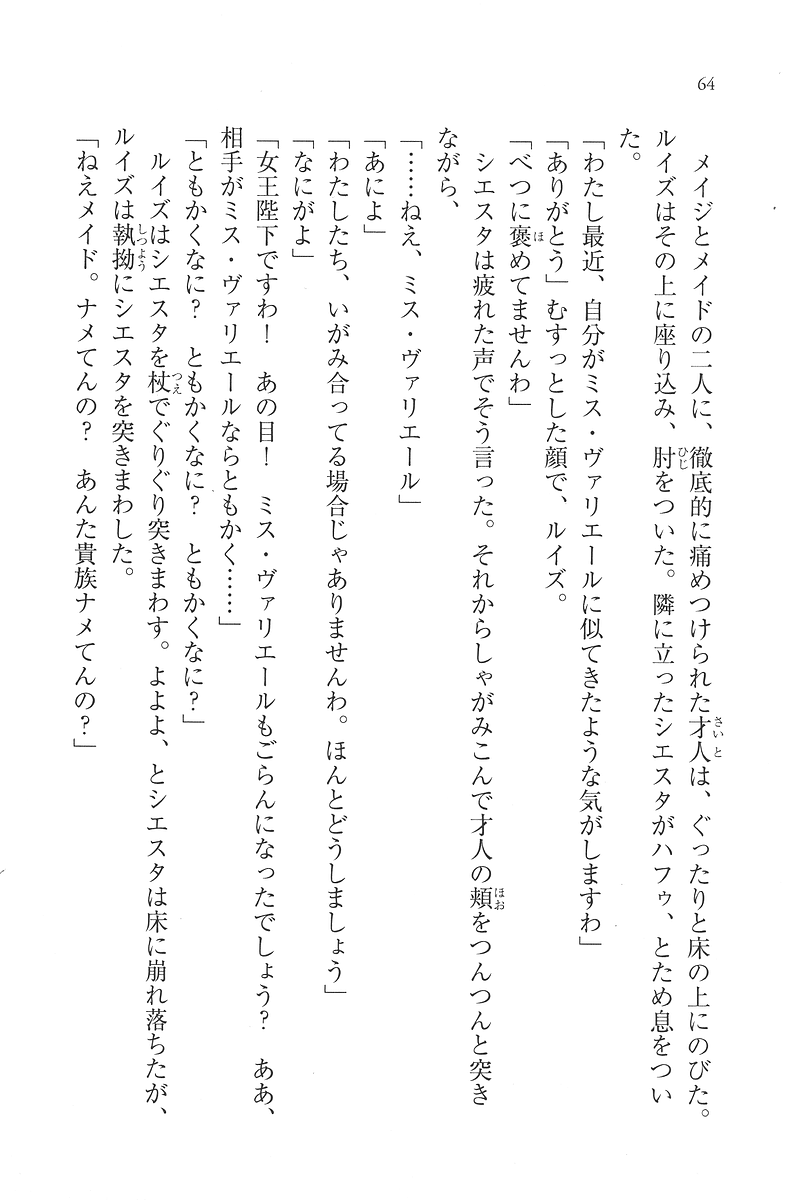 64
　メイジとメイドの二人に、徹底的に痛めつけられた才人は、ぐったりと床の上にのびた。
ルイズはその上に座り込み、肘をついた。隣に立ったシエスタがハフゥ、とため息をつい
た。
「わたし最近、自分がミス・ヴァリエールに似てきたような気がしますわ」
「ありがとう」むすっとした顔で、ルイズ。
「べつに褒めてませんわ」
　シエスタは疲れた声でそう言った。それからしゃがみこんで才人の頬をつんつんと突き
ながら、
「……ねえ、ミス・ヴァリエール」
「あによ」
「わたしたち、いがみ合ってる場合じゃありませんわ。ほんとどうしましょう」
「なにがよ」
「女王陛下ですわ！　あの目！　ミス・ヴァリエールもごらんになったでしょう？　ああ、
相手がミス・ヴァリエールならともかく……」
「ともかくなに？　ともかくなに？　ともかくなに？」
　ルイズはシエスタを杖でぐりぐり突きまわす。よよよ、とシエスタは床に崩れ落ちたが、
ルイズは執拗にシエスタを突きまわした。
「ねえメイド。ナメてんの？　あんた貴族ナメてんの？」